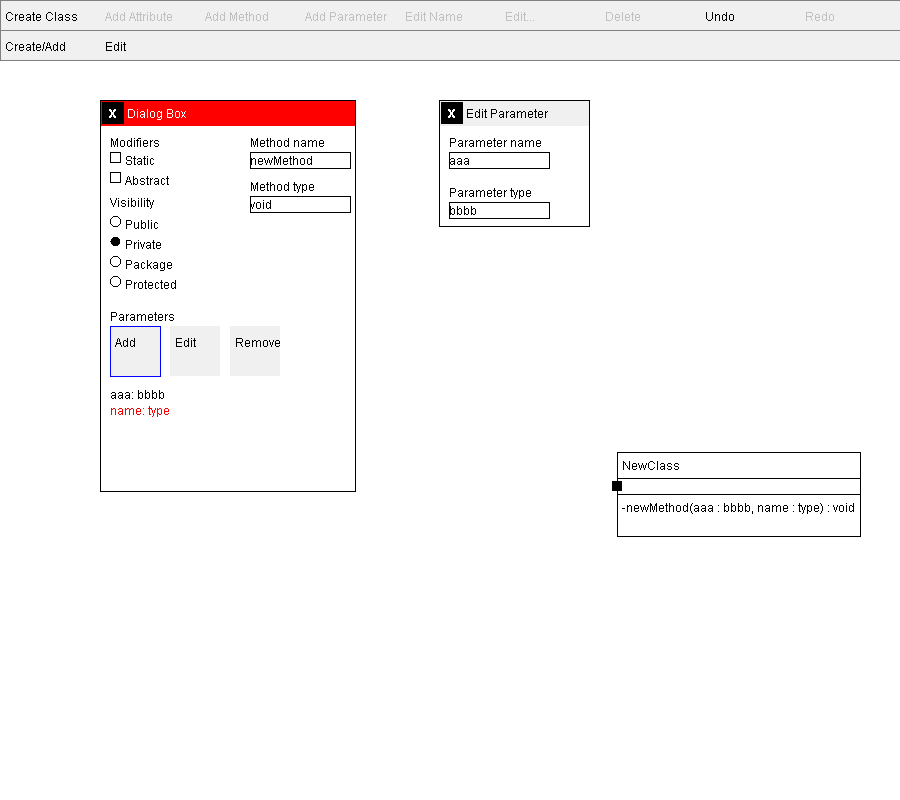 Create Class Add Attribute Add Method Add Parameter Edit Name Edit... Delete Undo Redo
Create/Add Edit
X Dialog Box
Modifiers
Static
Abstract
Visibility
Public
Private
Package
Protected
Method name
newMethod
Method type
void
Parameters
Add Edit Remove
aaa: bbbb
name: type
X Edit Parameter
Parameter name
aaa
Parameter type
bbbb
NewClass
-newMethod(aaa : bbbb, name : type) : void